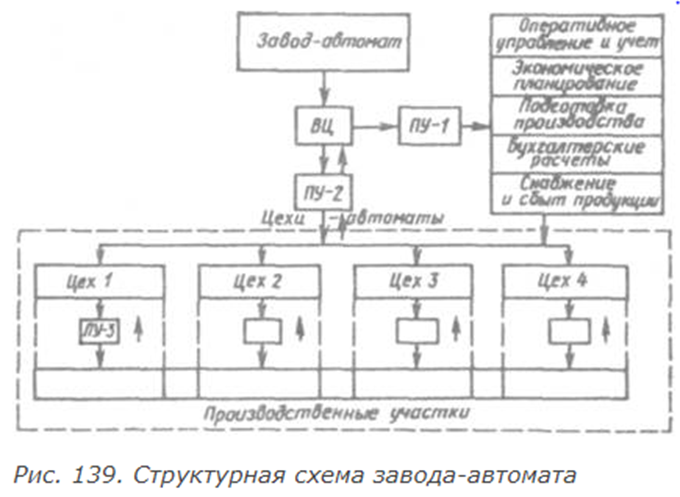 Завод-автомат
ВЦ
ПУ-1
ПУ-2
Оперативное
управление и учет
Экономическое
планирование
Подготовка
производства
Бухгалтерские
расчеты
Снабжение
и сбыт продукции
Цехи - автоматы
Цех 1
Цех 2
Цех 3
Цех 4
ПУ-3
Производственные участки
Рис. 139. Структурная схема завода-автомата